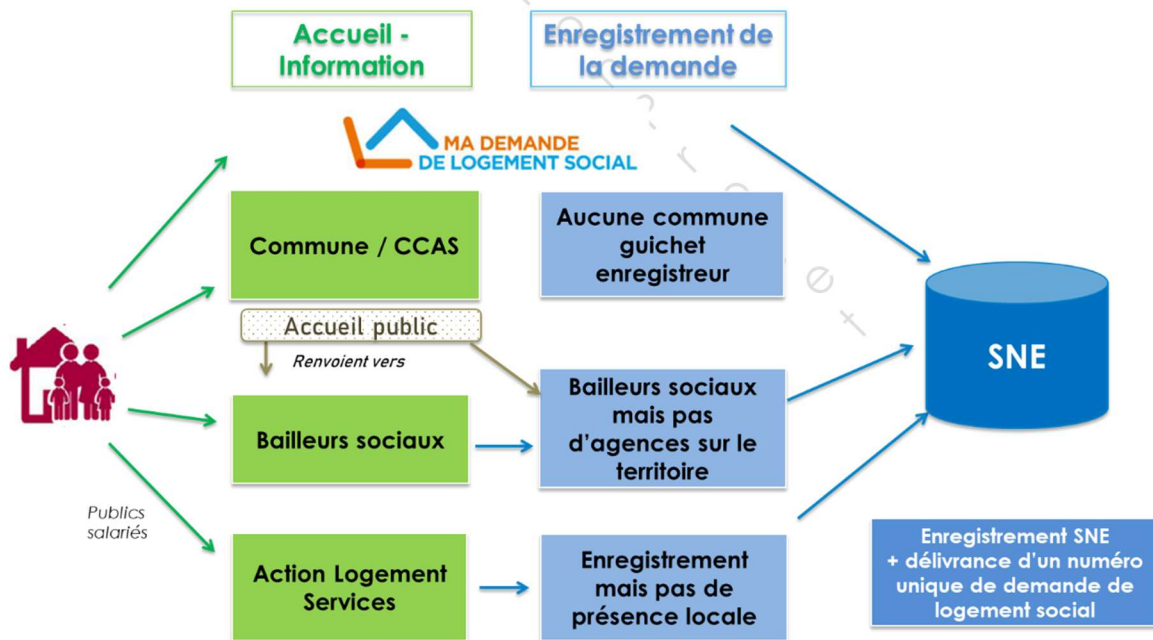 Accueil -
Information
Enregistrement de
la demande
MA DEMANDE
DE LOGEMENT SOCIAL
Commune / CCAS
Aucune commune
guichet
enregistreur
Accueil public
Renvoient vers
SNE
Bailleurs sociaux
Bailleurs sociaux
mais pas
d'agences sur le
territoire
Publics
salariés
Action Logement
Services
Enregistrement
mais pas de
présence locale
Enregistrement SNE
+ délivrance d'un numéro
unique de demande de
logement social